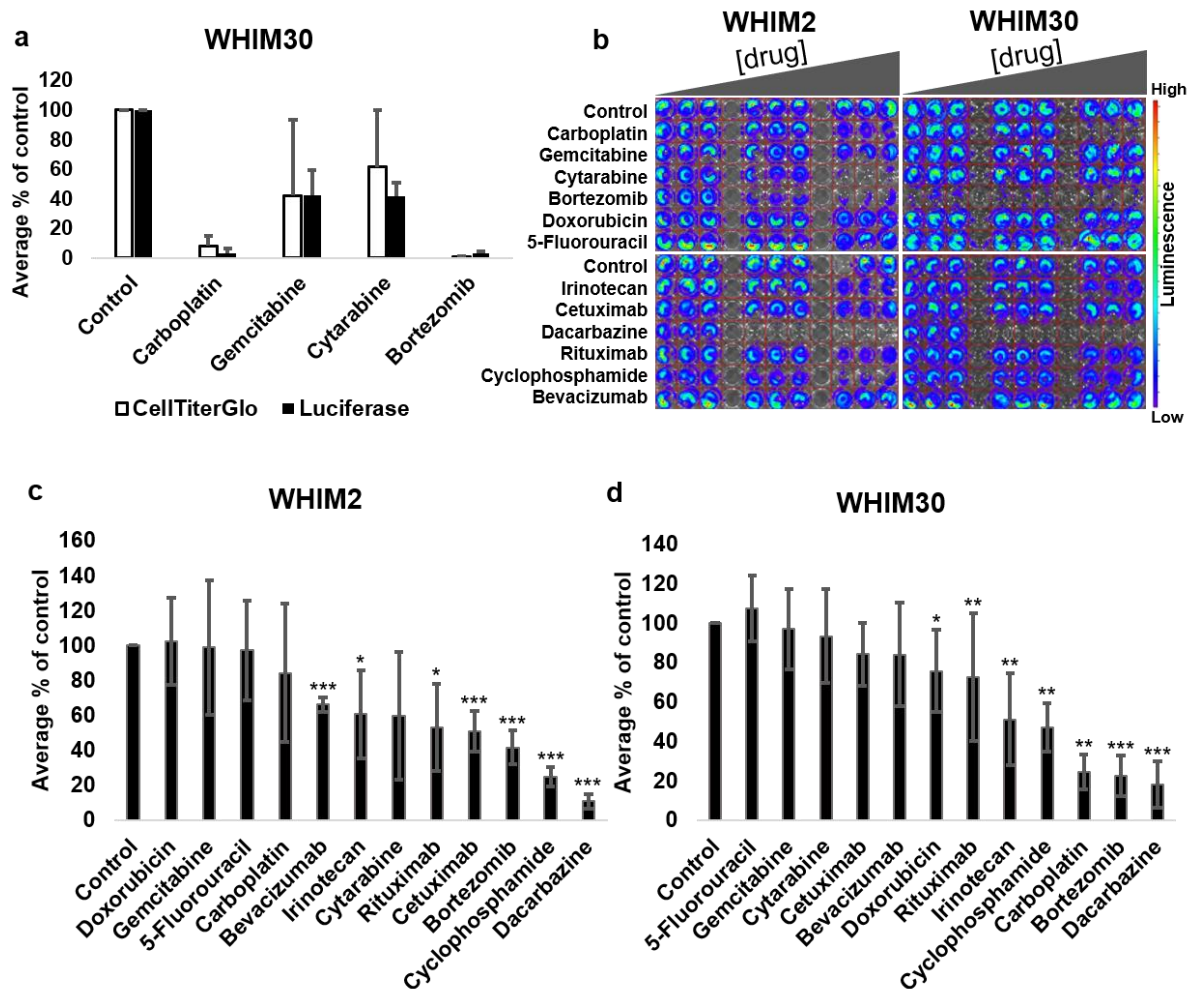 a
WHIM30
Average % of control
120
100
80
60
40
20
0
Control
Carboplatin
Gemcitabine
Cytarabine
Bortezomib
CellTiterGlo
Luciferase
b
WHIM2
WHIM30
[drug]
[drug]
Control
Carboplatin
Gemcitabine
Cytarabine
Bortezomib
Doxorubicin
5-Fluorouracil
Control
Irinotecan
Cetuximab
Dacarbazine
Rituximab
Cyclophosphamide
Bevacizumab
High
Luminescence
Low
c
WHIM2
Average % of control
160
140
120
100
80
60
40
20
0
***
*
*
***
***
***
***
Control
Doxorubicin
Gemcitabine
5-Fluorouracil
Carboplatin
Bevacizumab
Irinotecan
Cytarabine
Rituximab
Cetuximab
Bortezomib
Cyclophosphamide
Dacarbazine
d
WHIM30
Average % of control
140
120
100
80
60
40
20
0
*
**
**
**
**
***
***
Control
5-Fluorouracil
Gemcitabine
Cytarabine
Cetuximab
Bevacizumab
Doxorubicin
Rituximab
Irinotecan
Cyclophosphamide
Carboplatin
Bortezomib
Dacarbazine